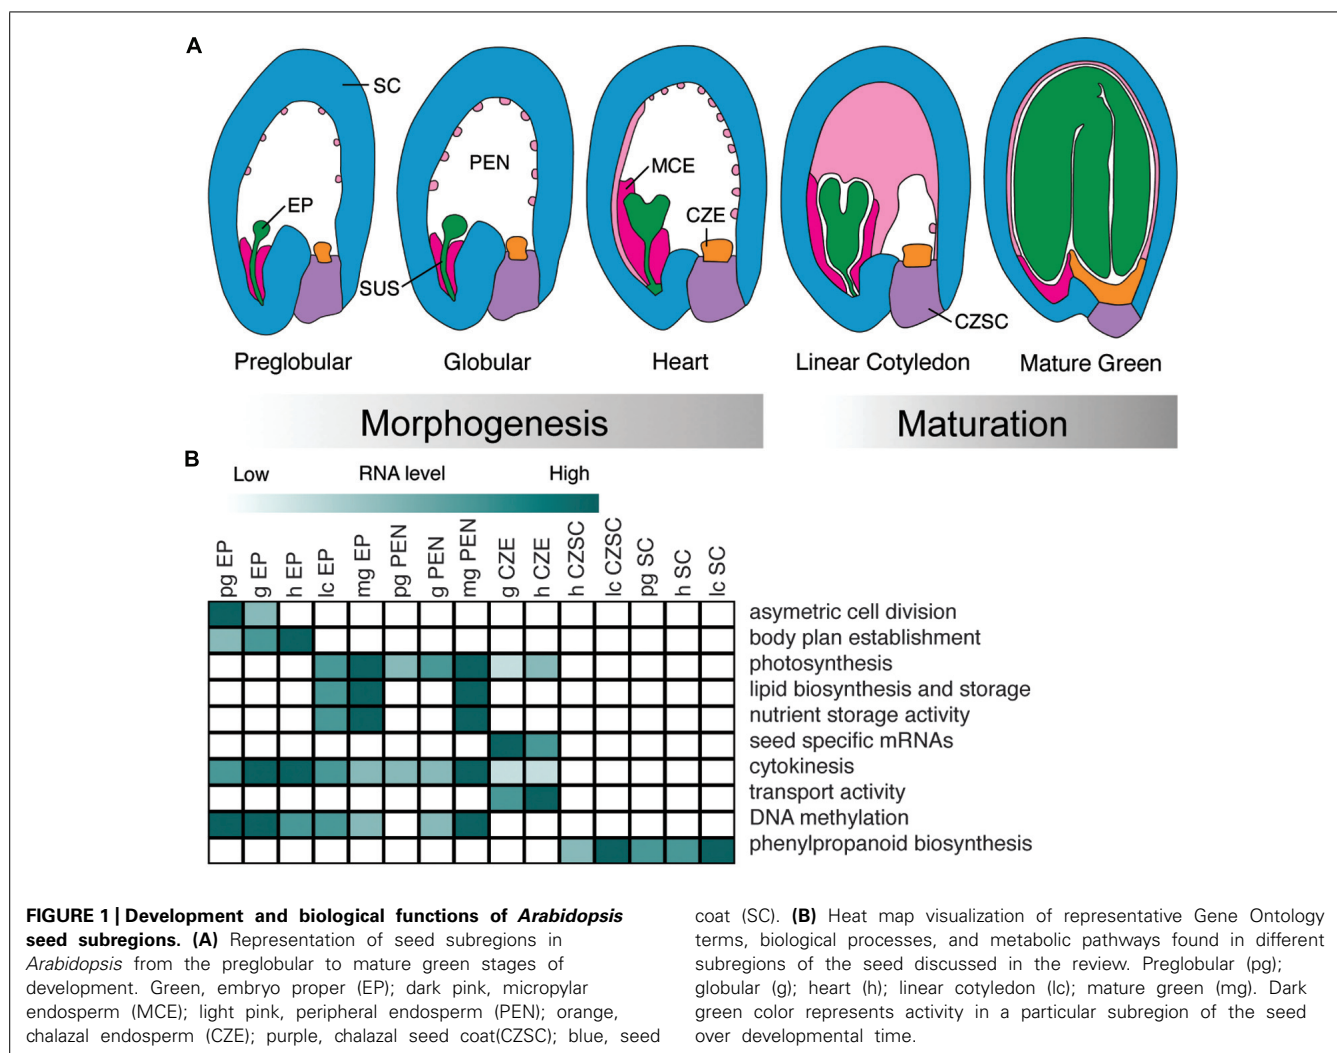 A
SC
PEN
EP
MCE
CZE
SUS
CZSC
Preglobular
Globular
Heart
Linear Cotyledon
Mature Green
Morphogenesis
Maturation
B
Low
RNA level
High
pg EP
g EP
h EP
lc EP
mg EP
pg PEN
g PEN
mg PEN
g CZE
h CZE
h CZSC
lc CZSC
pg SC
h SC
lc SC
asymetric cell division
body plan establishment
photosynthesis
lipid biosynthesis and storage
nutrient storage activity
seed specific mRNAs
cytokinesis
transport activity
DNA methylation
phenylpropanoid biosynthesis
FIGURE 1 | Development and biological functions of Arabidopsis
seed subregions. (A) Representation of seed subregions in
Arabidopsis from the preglobular to mature green stages of
development. Green, embryo proper (EP); dark pink, micropylar
endosperm (MCE); light pink, peripheral endosperm (PEN); orange,
chalazal endosperm (CZE); purple, chalazal seed coat(CZSC); blue, seed
coat (SC). (B) Heat map visualization of representative Gene Ontology
terms, biological processes, and metabolic pathways found in different
subregions of the seed discussed in the review. Preglobular (pg);
globular (g); heart (h); linear cotyledon (lc); mature green (mg). Dark
green color represents activity in a particular subregion of the seed
over developmental time.